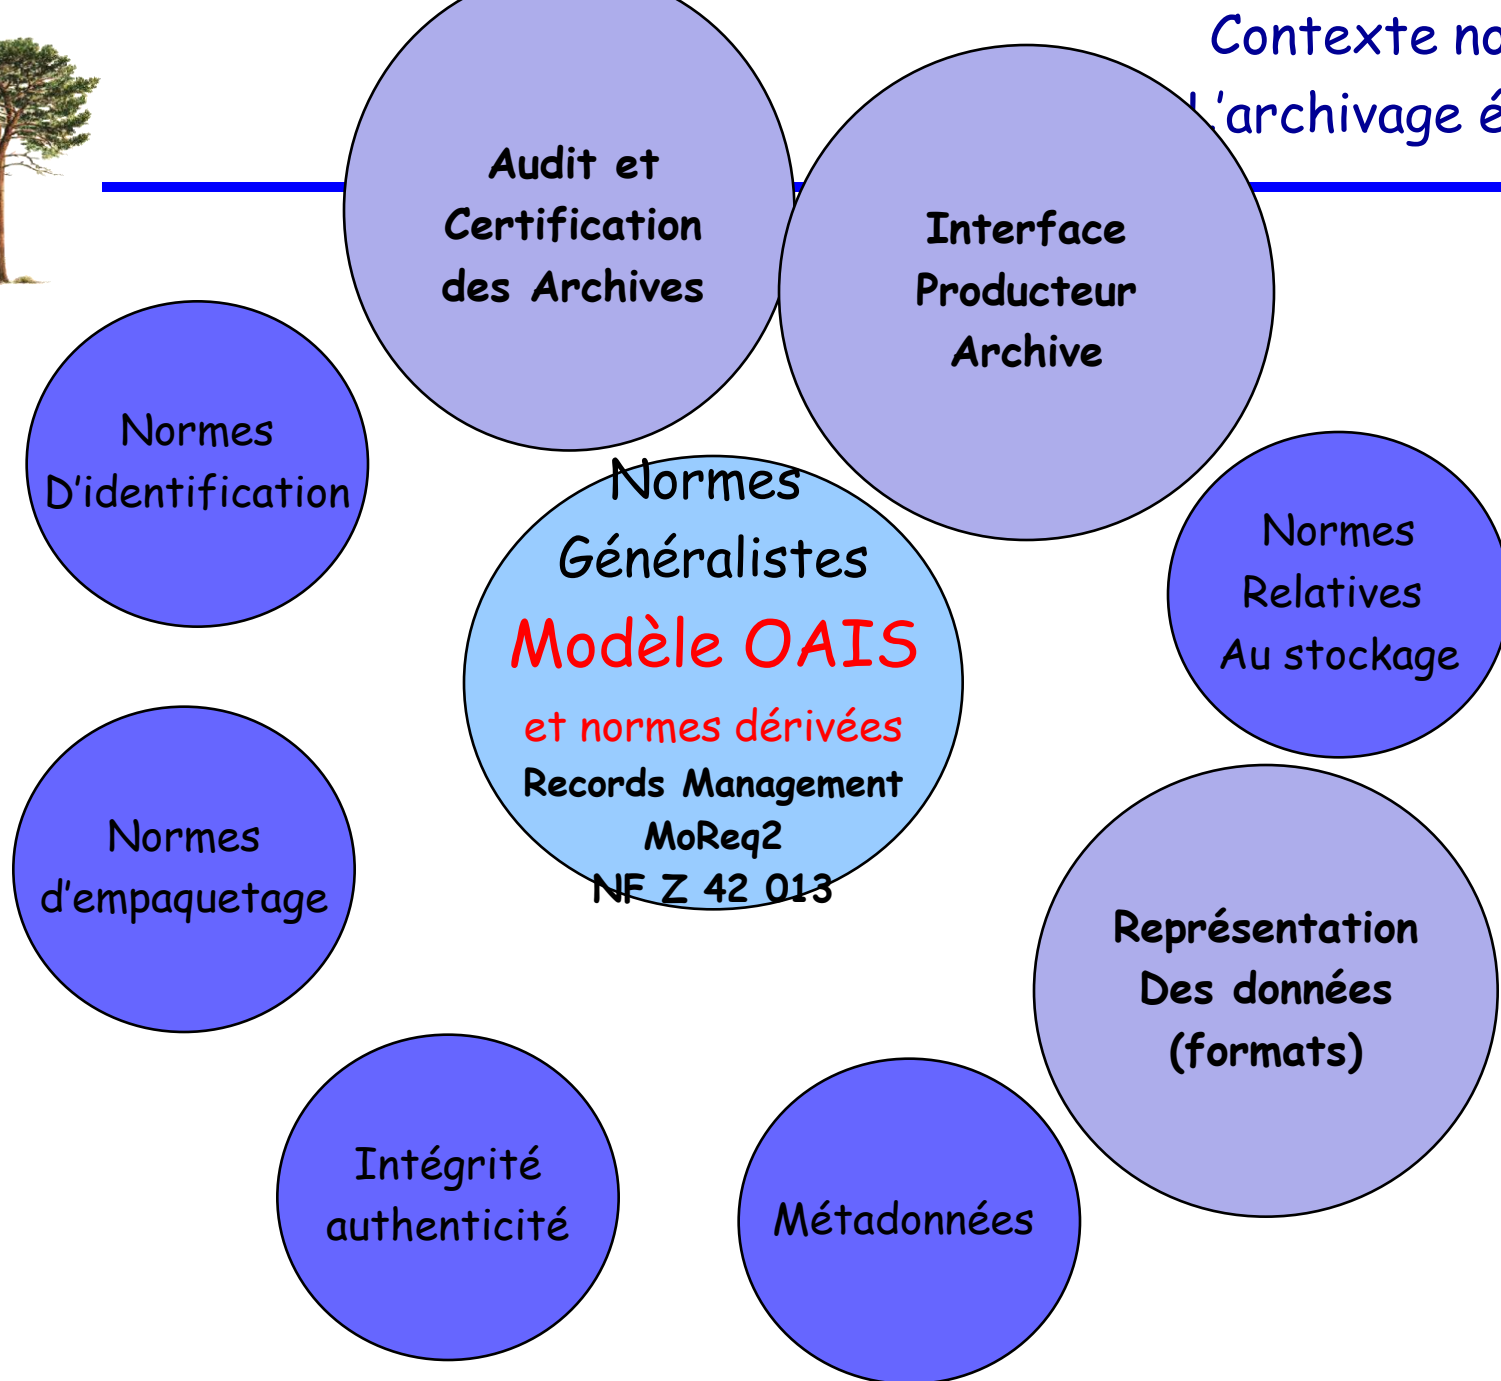 Contexte
L'archivage
Audit et
Certification
des Archives
Interface
Producteur
Archive
Normes
D'identification
Normes
Généralistes
Modèle OAIS
et normes dérivées
Records Management
MoReq2
NF Z 42 013
Normes
Relatives
Au stockage
Normes
d'empaquetage
Représentation
Des données
(formats)
Intégrité
authenticité
Métadonnées